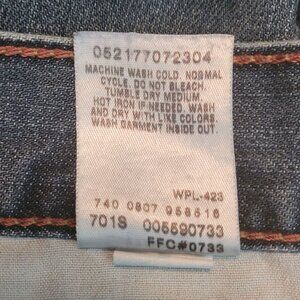 052177072304
MACHINE WASH COLD. NORMAL
CYCLE. DO NOT BLEACH.
TUMBLE DRY MEDIUM.
HOT IRON IF NEEDED. WASH
AND DRY WITH LIKE COLORS.
WASH GARMENT INSIDE OUT.
WPL-423
740 0807 958516
701S 005590733
FFC#0733